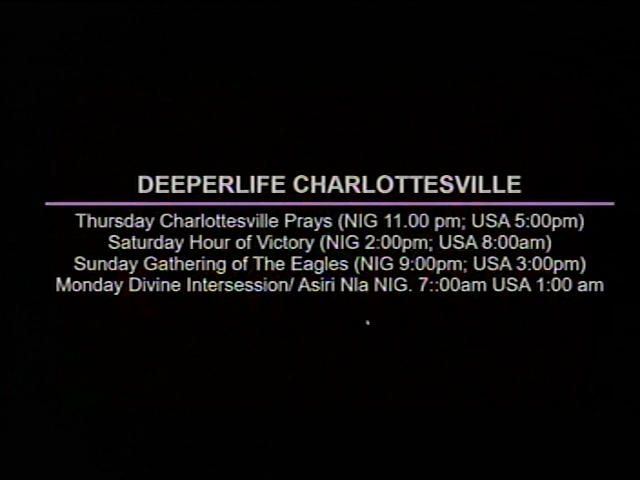 DEEPERLIFE CHARLOTTESVILLE
Thursday Charlottesville Prays (NIG 11.00 pm; USA 5:00pm)
Saturday Hour of Victory (NIG 2:00pm; USA 8:00am)
Sunday Gathering of The Eagles (NIG 9:00pm; USA 3:00pm)
Monday Divine Intersession/ Asiri Nla NIG. 7::00am USA 1:00 am